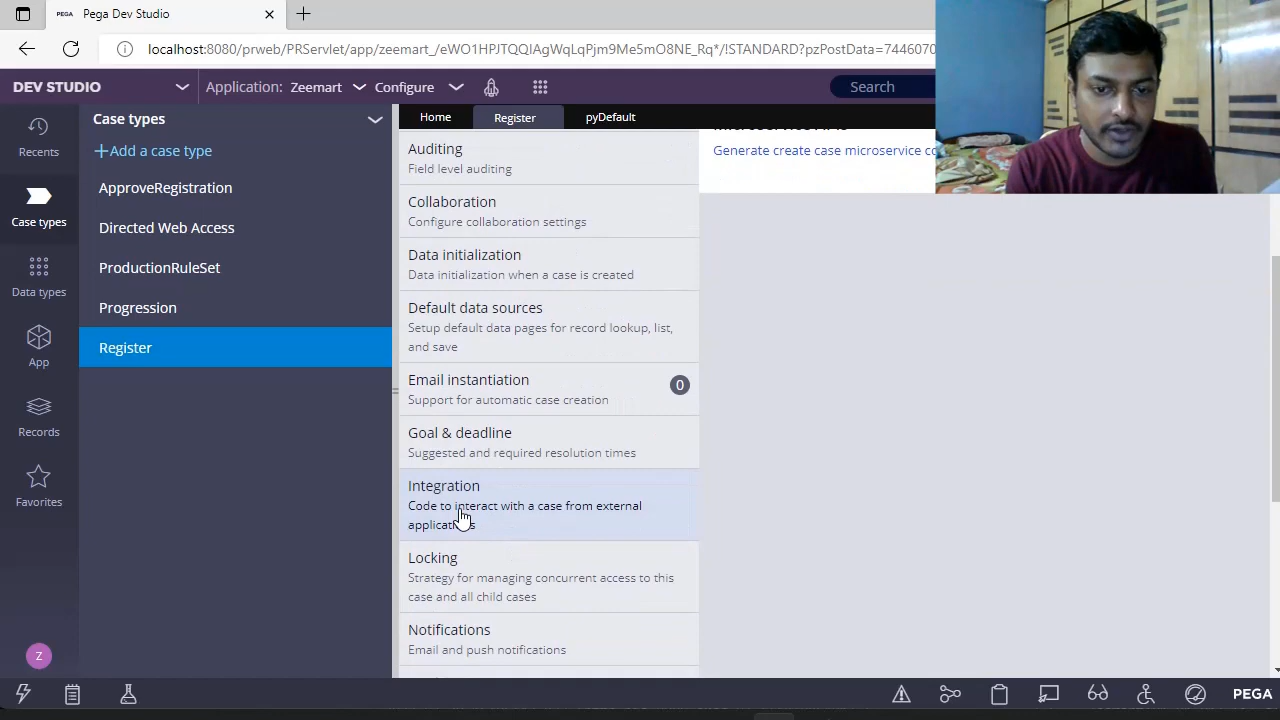 PEGA Pega Dev Studio
localhost:8080/prweb/PRServlet/app/zeemart_/eWO1HPJTQQIAgWqLqPjm9Me5mO8NE_Rq*/!STANDARD?pzPostData=7446070
DEV STUDIO
Application: Zeemart
Configure
Search
Case types
Home
Register
pyDefault
Recents
Case types
Data types
App
Records
Favorites
Z
Add a case type
ApproveRegistration
Directed Web Access
ProductionRuleSet
Progression
Register
Auditing
Field level auditing
Collaboration
Configure collaboration settings
Data initialization
Data initialization when a case is created
Default data sources
Setup default data pages for record lookup, list,
and save
Email instantiation
Support for automatic case creation
0
Goal & deadline
Suggested and required resolution times
Integration
Code to interact with a case from external
applications
Locking
Strategy for managing concurrent access to this
case and all child cases
Notifications
Email and push notifications
Generate create case microservice co
PEGA